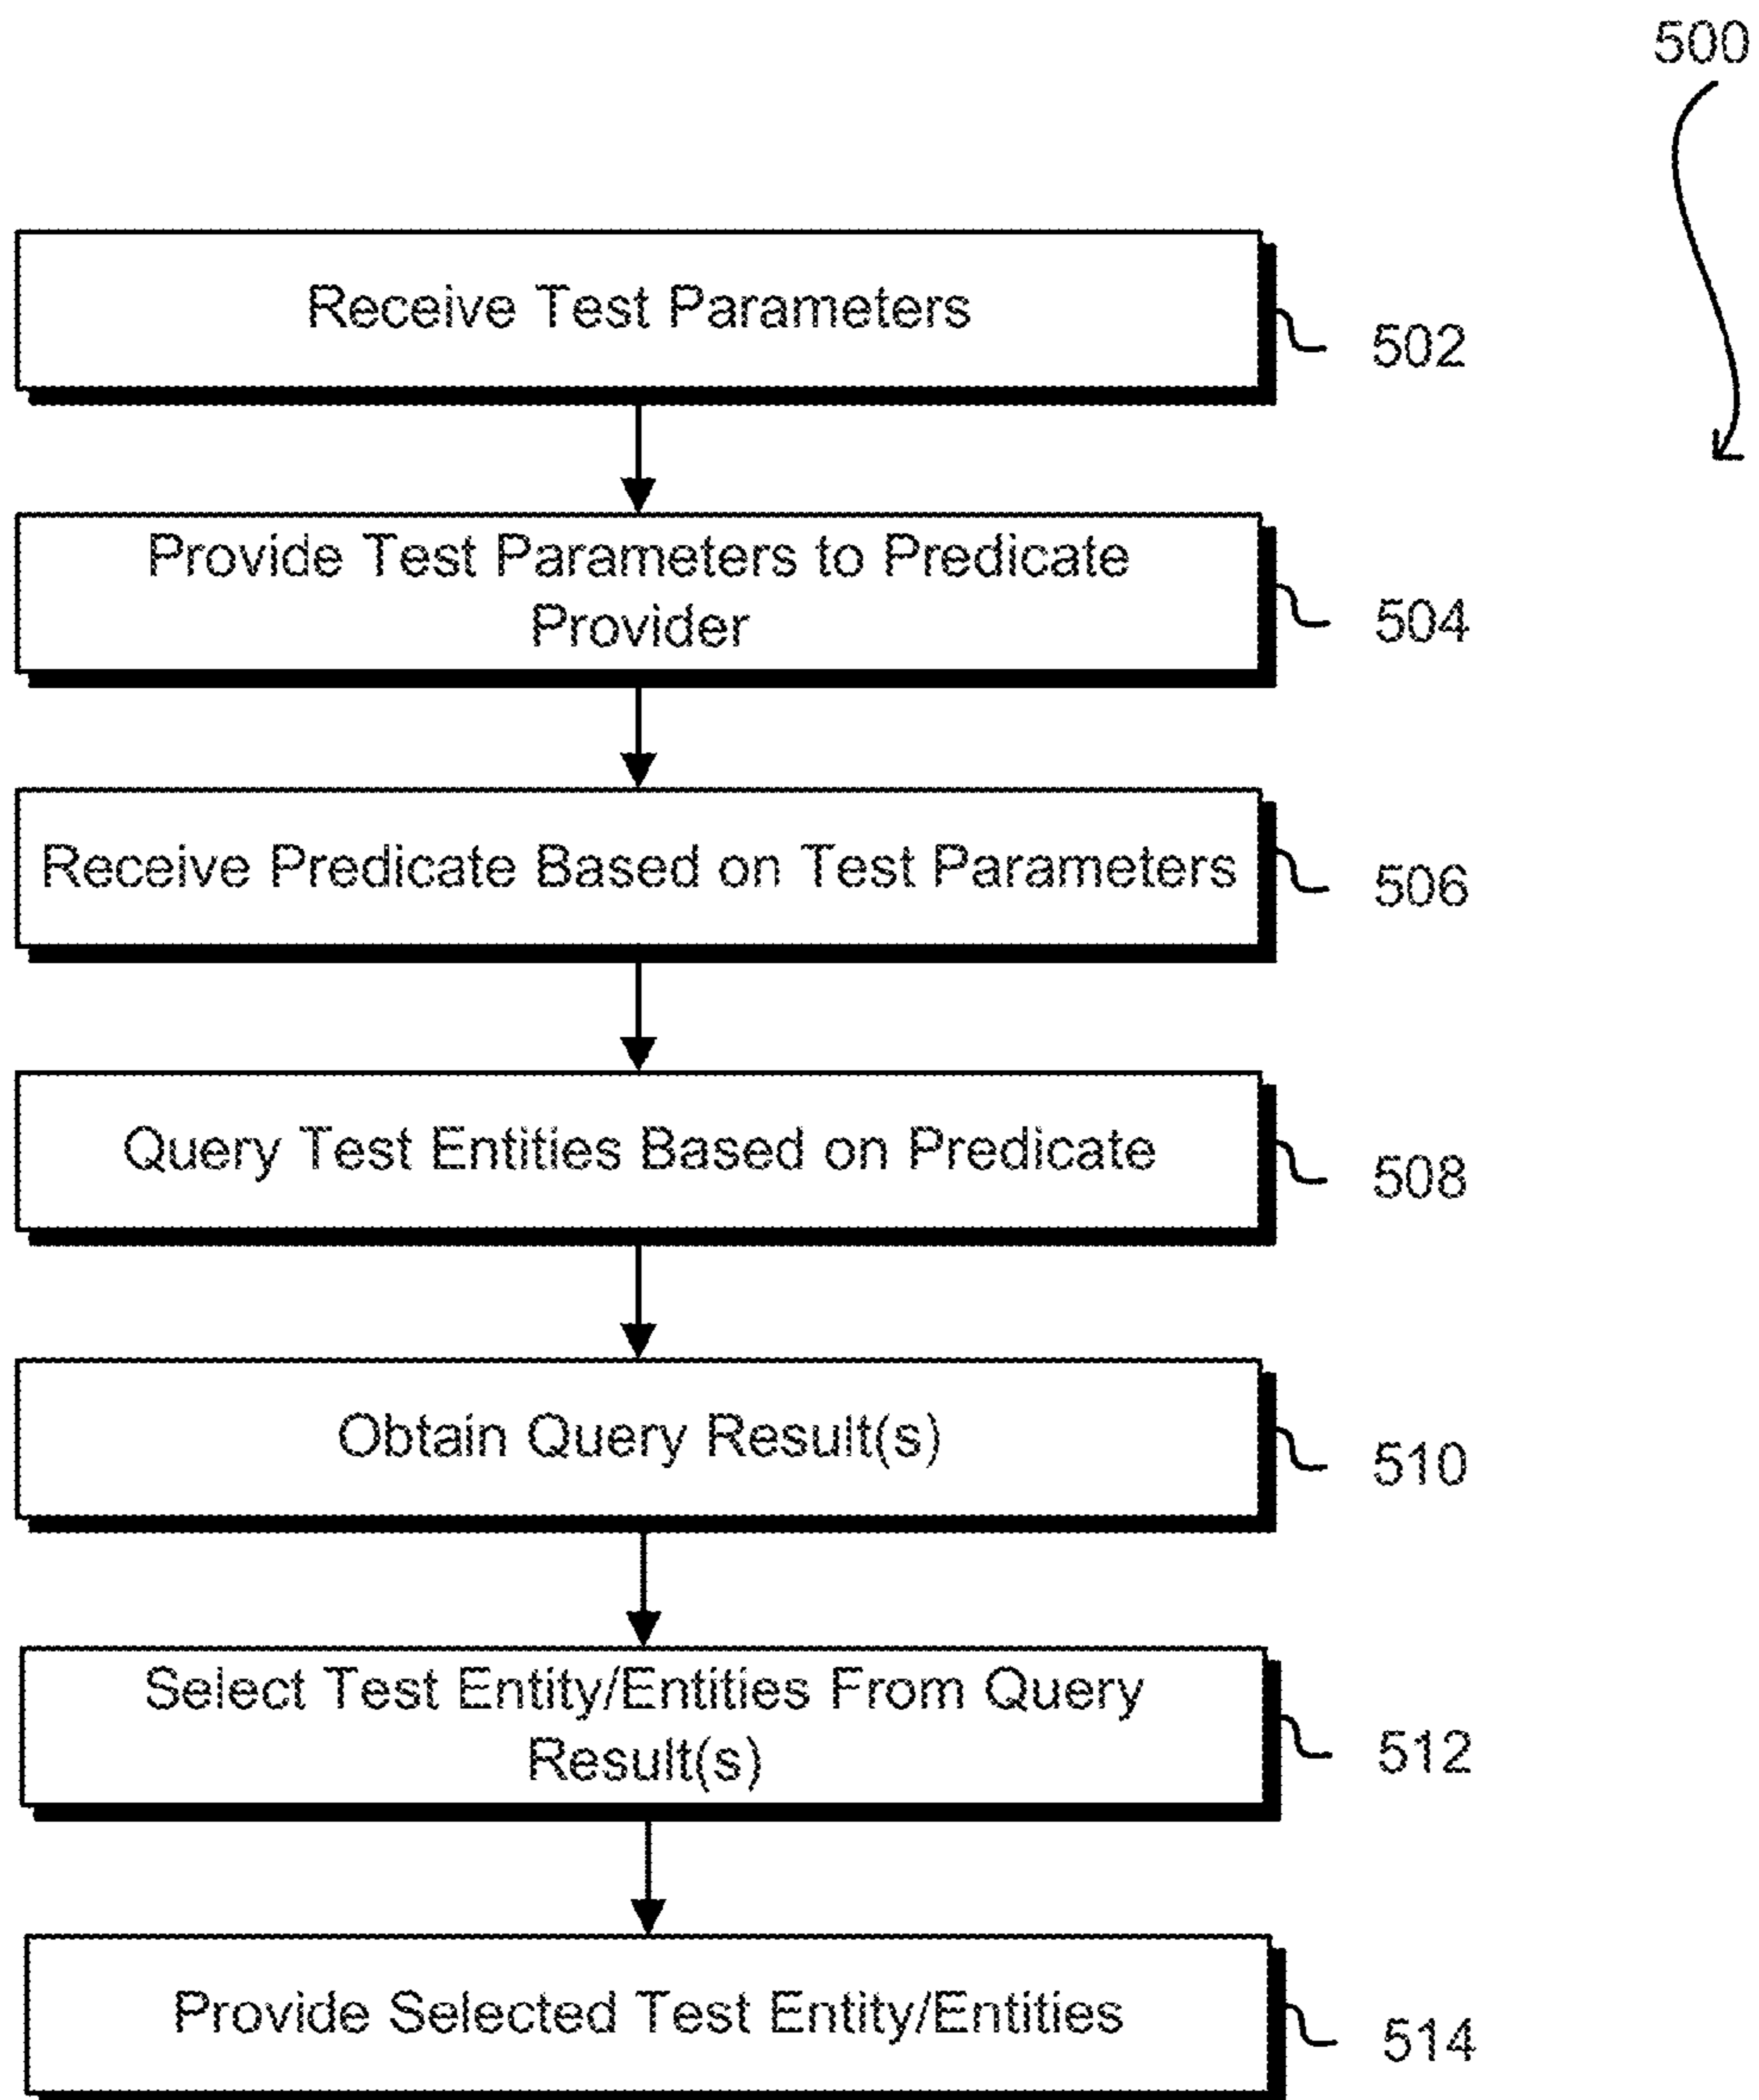 500
Receive Test Parameters
502
Provide Test Parameters to Predicate
Provider
504
Receive Predicate Based on Test Parameters
506
Query Test Entities Based on Predicate
508
Obtain Query Result(s)
510
Select Test Entity/Entities From Query
Result(s)
512
Provide Selected Test Entity/Entities
514